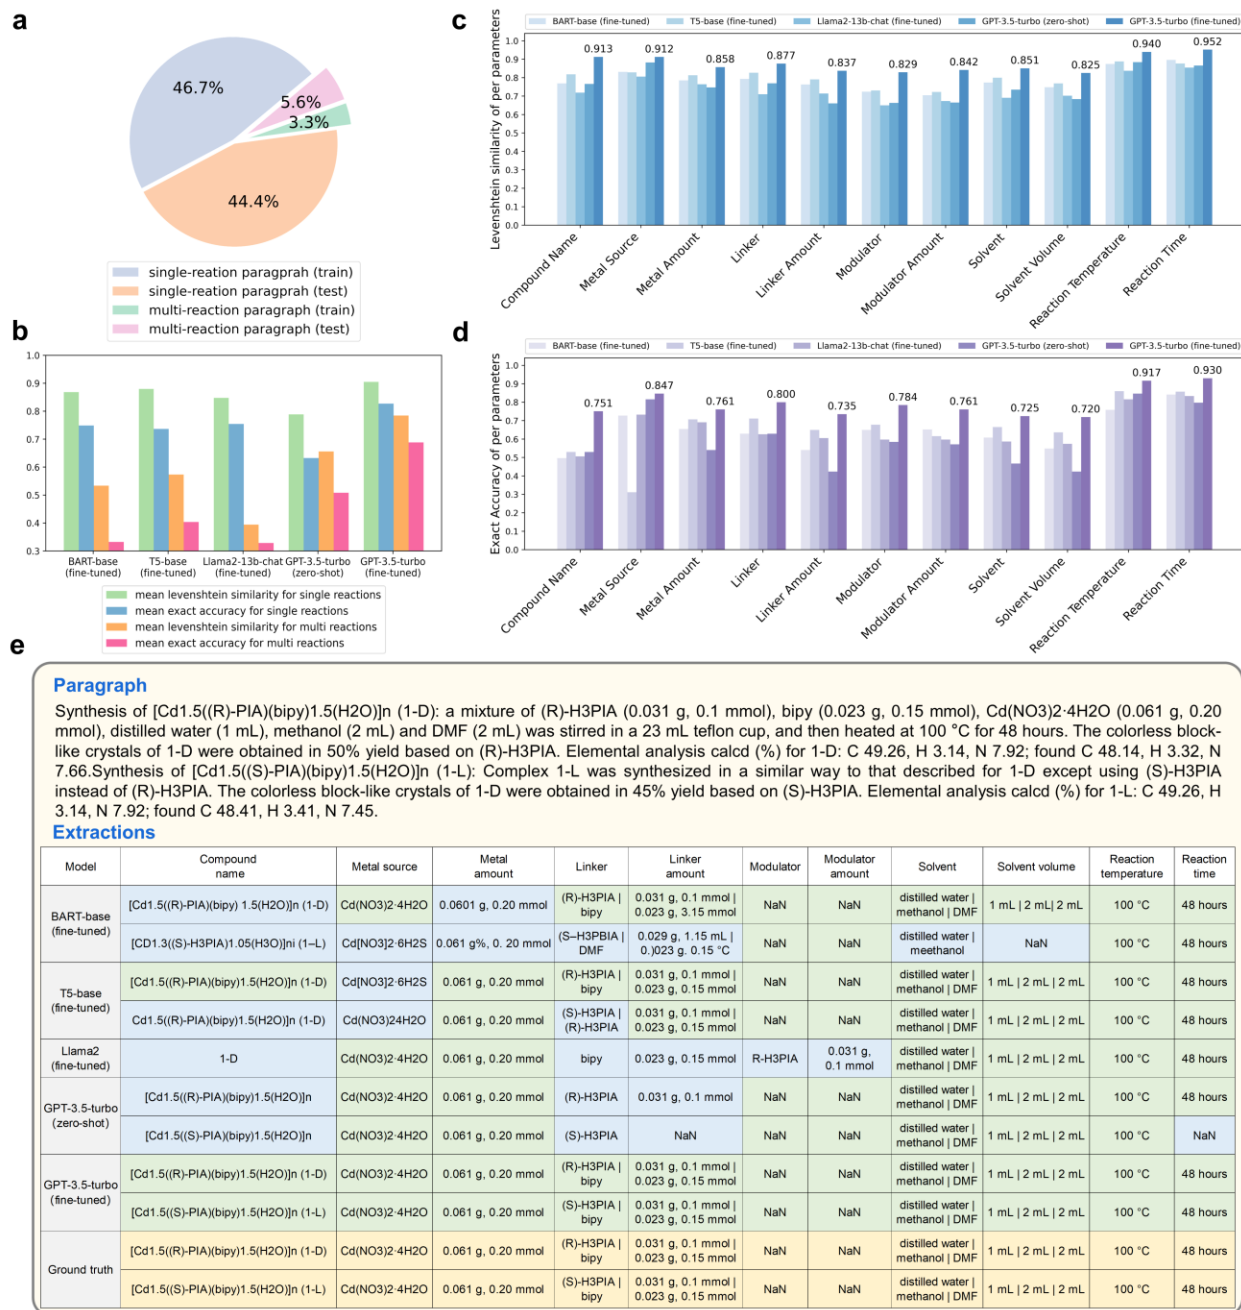 a
46.7%
5.6%
3.3%
44.4%
single-reation paragprah (train)
single-reation paragprah (test)
multi-reaction paragraph (train)
multi-reaction paragraph (test)
b
1.0
0.9
0.8
0.7
0.6
0.5
0.4
0.3
BART-base (fine-tuned)
T5-base (fine-tuned)
Llama2-13b-chat (fine-tuned)
GPT-3.5-turbo (zero-shot)
GPT-3.5-turbo (fine-tuned)
mean levenshtein similarity for single reactions
mean exact accuracy for single reactions
mean levenshtein similarity for multi reactions
mean exact accuracy for multi reactions
c
BART-base (fine-tuned) T5-base (fine-tuned) Llama2-13b-chat (fine-tuned) GPT-3.5-turbo (zero-shot) GPT-3.5-turbo (fine-tuned)
Levenshtein similarity of per parameters
1.0
0.9
0.8
0.7
0.6
0.5
0.4
0.3
0.2
0.1
0.0
0.913 0.912 0.858 0.877 0.837 0.829 0.842 0.851 0.825 0.940 0.952
Compound Name
Metal Source
Metal Amount
Linker
Linker Amount
Modulator
Modulator Amount
Solvent
Solvent Volume
Reaction Temperature
Reaction Time
d
BART-base (fine-tuned) T5-base (fine-tuned) Llama2-13b-chat (fine-tuned) GPT-3.5-turbo (zero-shot) GPT-3.5-turbo (fine-tuned)
Exact Accuracy of per parameters
1.0
0.9
0.8
0.7
0.6
0.5
0.4
0.3
0.2
0.1
0.0
0.751 0.847 0.761 0.800 0.735 0.784 0.761 0.725 0.720 0.917 0.930
Compound Name
Metal Source
Metal Amount
Linker
Linker Amount
Modulator
Modulator Amount
Solvent
Solvent Volume
Reaction Temperature
Reaction Time
e
Paragraph
Synthesis of [Cd1.5((R)-PIA)(bipy)1.5(H2O)]n (1-D): a mixture of (R)-H3PIA (0.031 g, 0.1 mmol), bipy (0.023 g, 0.15 mmol), Cd(NO3)2·4H2O (0.061 g, 0.20
mmol), distilled water (1 mL), methanol (2 mL) and DMF (2 mL) was stirred in a 23 mL teflon cup, and then heated at 100 °C for 48 hours. The colorless block-
like crystals of 1-D were obtained in 50% yield based on (R)-H3PIA. Elemental analysis calcd (%) for 1-D: C 49.26, H 3.14, N 7.92; found C 48.14, H 3.32, N
7.66.Synthesis of [Cd1.5((S)-PIA)(bipy)1.5(H2O)]n (1-L): Complex 1-L was synthesized in a similar way to that described for 1-D except using (S)-H3PIA
instead of (R)-H3PIA. The colorless block-like crystals of 1-D were obtained in 45% yield based on (S)-H3PIA. Elemental analysis calcd (%) for 1-L: C 49.26, H
3.14, N 7.92; found C 48.41, H 3.41, N 7.45.
Extractions
Model Compound name Metal source Metal amount Linker Linker amount Modulator Modulator amount Solvent Solvent volume Reaction temperature Reaction time
BART-base (fine-tuned)
[Cd1.5((R)-PIA)(bipy) 1.5(H2O)]n (1-D) Cd(NO3)2·4H2O 0.0601 g, 0.20 mmol (R)-H3PIA | bipy 0.031 g, 0.1 mmol | 0.023 g, 3.15 mmol NaN NaN distilled water | methanol | DMF 1 mL | 2 mL| 2 mL 100 °C 48 hours
[CD1.3((S)-H3PIA)1.05(H3O)]ni (1–L) Cd[NO3]2·6H2S 0.061 g%, 0. 20 mmol (S–H3PBIA | DMF 0.029 g, 1.15 mL | 0.)023 g. 0.15 °C NaN NaN distilled water | meethanol NaN 100 °C 48 hours
T5-base (fine-tuned)
[Cd1.5((R)-PIA)(bipy)1.5(H2O)]n (1-D) Cd[NO3]2·6H2S 0.061 g, 0.20 mmol (R)-H3PIA | bipy 0.031 g, 0.1 mmol | 0.023 g, 0.15 mmol NaN NaN distilled water | methanol | DMF 1 mL | 2 mL | 2 mL 100 °C 48 hours
Cd1.5((R)-PIA)(bipy)1.5(H2O)]n (1-D) Cd(NO3)24H2O 0.061 g, 0.20 mmol (S)-H3PIA | (R)-H3PIA 0.031 g, 0.1 mmol | 0.023 g, 0.15 mmol NaN NaN distilled water | methanol | DMF 1 mL | 2 mL | 2 mL 100 °C 48 hours
Llama2 (fine-tuned)
1-D Cd(NO3)2·4H2O 0.061 g, 0.20 mmol bipy 0.023 g, 0.15 mmol R-H3PIA 0.031 g, 0.1 mmol distilled water | methanol | DMF 1 mL | 2 mL | 2 mL 100 °C 48 hours
GPT-3.5-turbo (zero-shot)
[Cd1.5((R)-PIA)(bipy)1.5(H2O)]n Cd(NO3)2·4H2O 0.061 g, 0.20 mmol (R)-H3PIA 0.031 g, 0.1 mmol NaN NaN distilled water | methanol | DMF 1 mL | 2 mL | 2 mL 100 °C 48 hours
[Cd1.5((S)-PIA)(bipy)1.5(H2O)]n Cd(NO3)2·4H2O 0.061 g, 0.20 mmol (S)-H3PIA NaN NaN NaN distilled water | methanol | DMF 1 mL | 2 mL | 2 mL 100 °C NaN
GPT-3.5-turbo (fine-tuned)
[Cd1.5((R)-PIA)(bipy)1.5(H2O)]n (1-D) Cd(NO3)2·4H2O 0.061 g, 0.20 mmol (R)-H3PIA | bipy 0.031 g, 0.1 mmol | 0.023 g, 0.15 mmol NaN NaN distilled water | methanol | DMF 1 mL | 2 mL | 2 mL 100 °C 48 hours
[Cd1.5((S)-PIA)(bipy)1.5(H2O)]n (1-L) Cd(NO3)2·4H2O 0.061 g, 0.20 mmol (S)-H3PIA | bipy 0.031 g, 0.1 mmol | 0.023 g, 0.15 mmol NaN NaN distilled water | methanol | DMF 1 mL | 2 mL | 2 mL 100 °C 48 hours
Ground truth
[Cd1.5((R)-PIA)(bipy)1.5(H2O)]n (1-D) Cd(NO3)2·4H2O 0.061 g, 0.20 mmol (R)-H3PIA | bipy 0.031 g, 0.1 mmol | 0.023 g, 0.15 mmol NaN NaN distilled water | methanol | DMF 1 mL | 2 mL | 2 mL 100 °C 48 hours
[Cd1.5((S)-PIA)(bipy)1.5(H2O)]n (1-L) Cd(NO3)2·4H2O 0.061 g, 0.20 mmol (S)-H3PIA | bipy 0.031 g, 0.1 mmol | 0.023 g, 0.15 mmol NaN NaN distilled water | methanol | DMF 1 mL | 2 mL | 2 mL 100 °C 48 hours